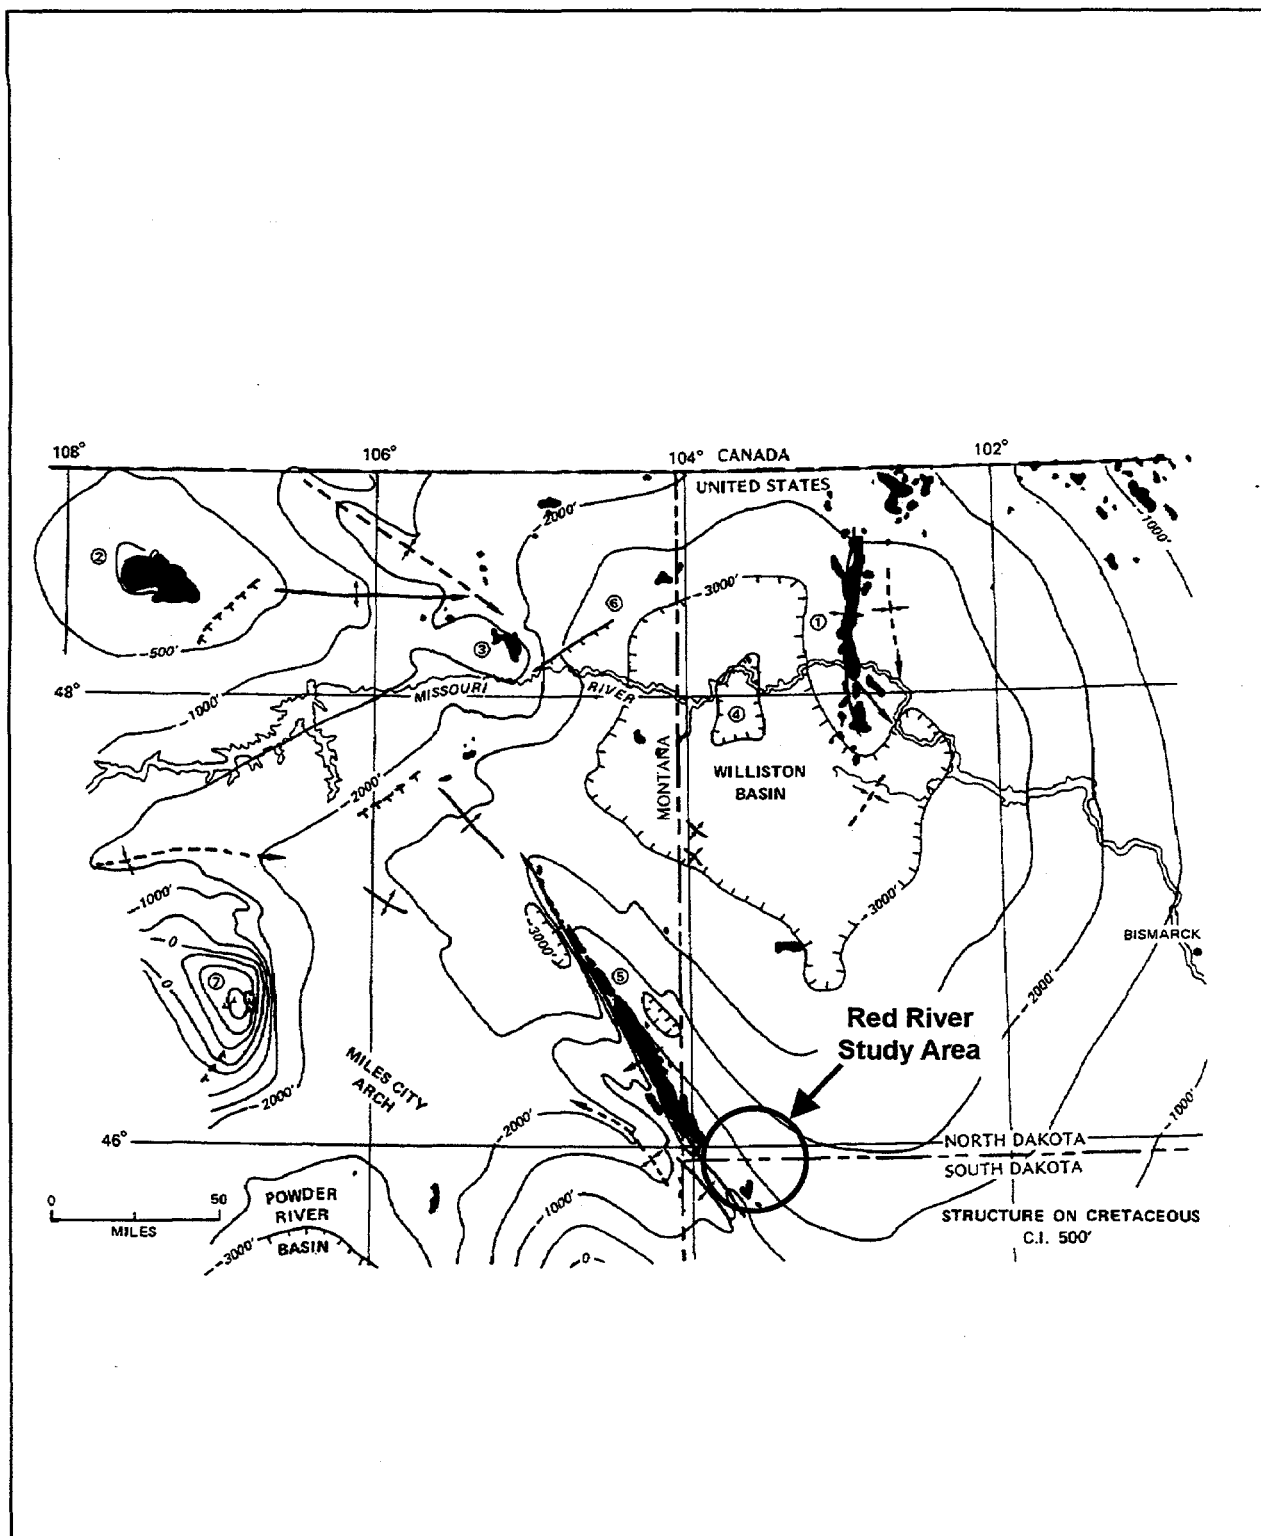 108°
106°
104°
CANADA
102°
UNITED STATES
-2000'
-1000'
②
⑥
-3000'
①
-500'
③
48°
MISSOURI
RIVER
-1000'
④
MONTANA
WILLISTON
BASIN
-2000'
-1000'
-3000'
0
-3000'
BISMARCK
⑦
⑤
0
-2000'
Red River
Study Area
MILES CITY
ARCH
-2000'
-2000'
-1000'
46°
NORTH DAKOTA
SOUTH DAKOTA
0
50
MILES
POWDER
RIVER
BASIN
-3000'
-1000'
0
STRUCTURE ON CRETACEOUS
C.I. 500'